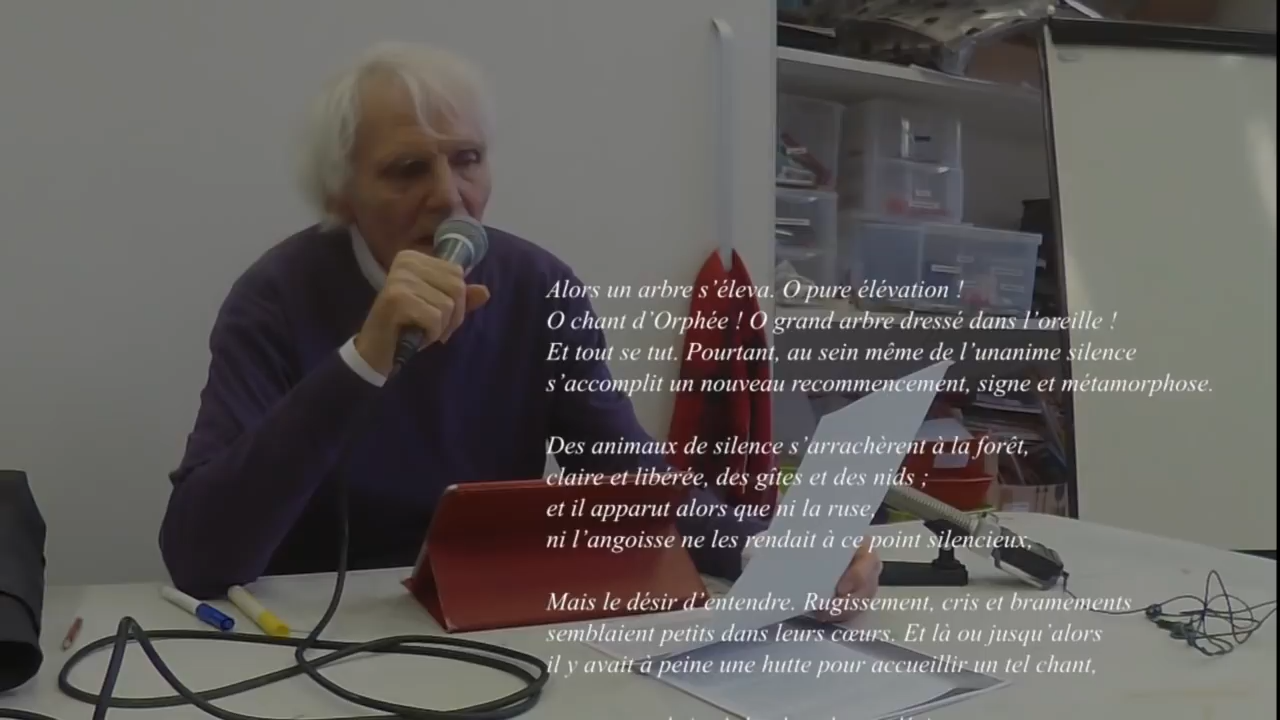 Alors un arbre s'éleva. O pure élévation !
O chant d'Orphée ! O grand arbre dressé dans l'oreille !
Et tout se tut. Pourtant, au sein même de l'unanime silence
s'accomplit un nouveau recommencement, signe et métamorphose.
Des animaux de silence s'arrachèrent à la forêt,
claire et libérée, des gîtes et des nids ;
et il apparut alors que ni la ruse,
ni l'angoisse ne les rendait à ce point silencieux,
Mais le désir d'entendre. Rugissement, cris et bramements
semblaient petits dans leurs cœurs. Et là ou jusqu'alors
il y avait à peine une hutte pour accueillir un tel chant,